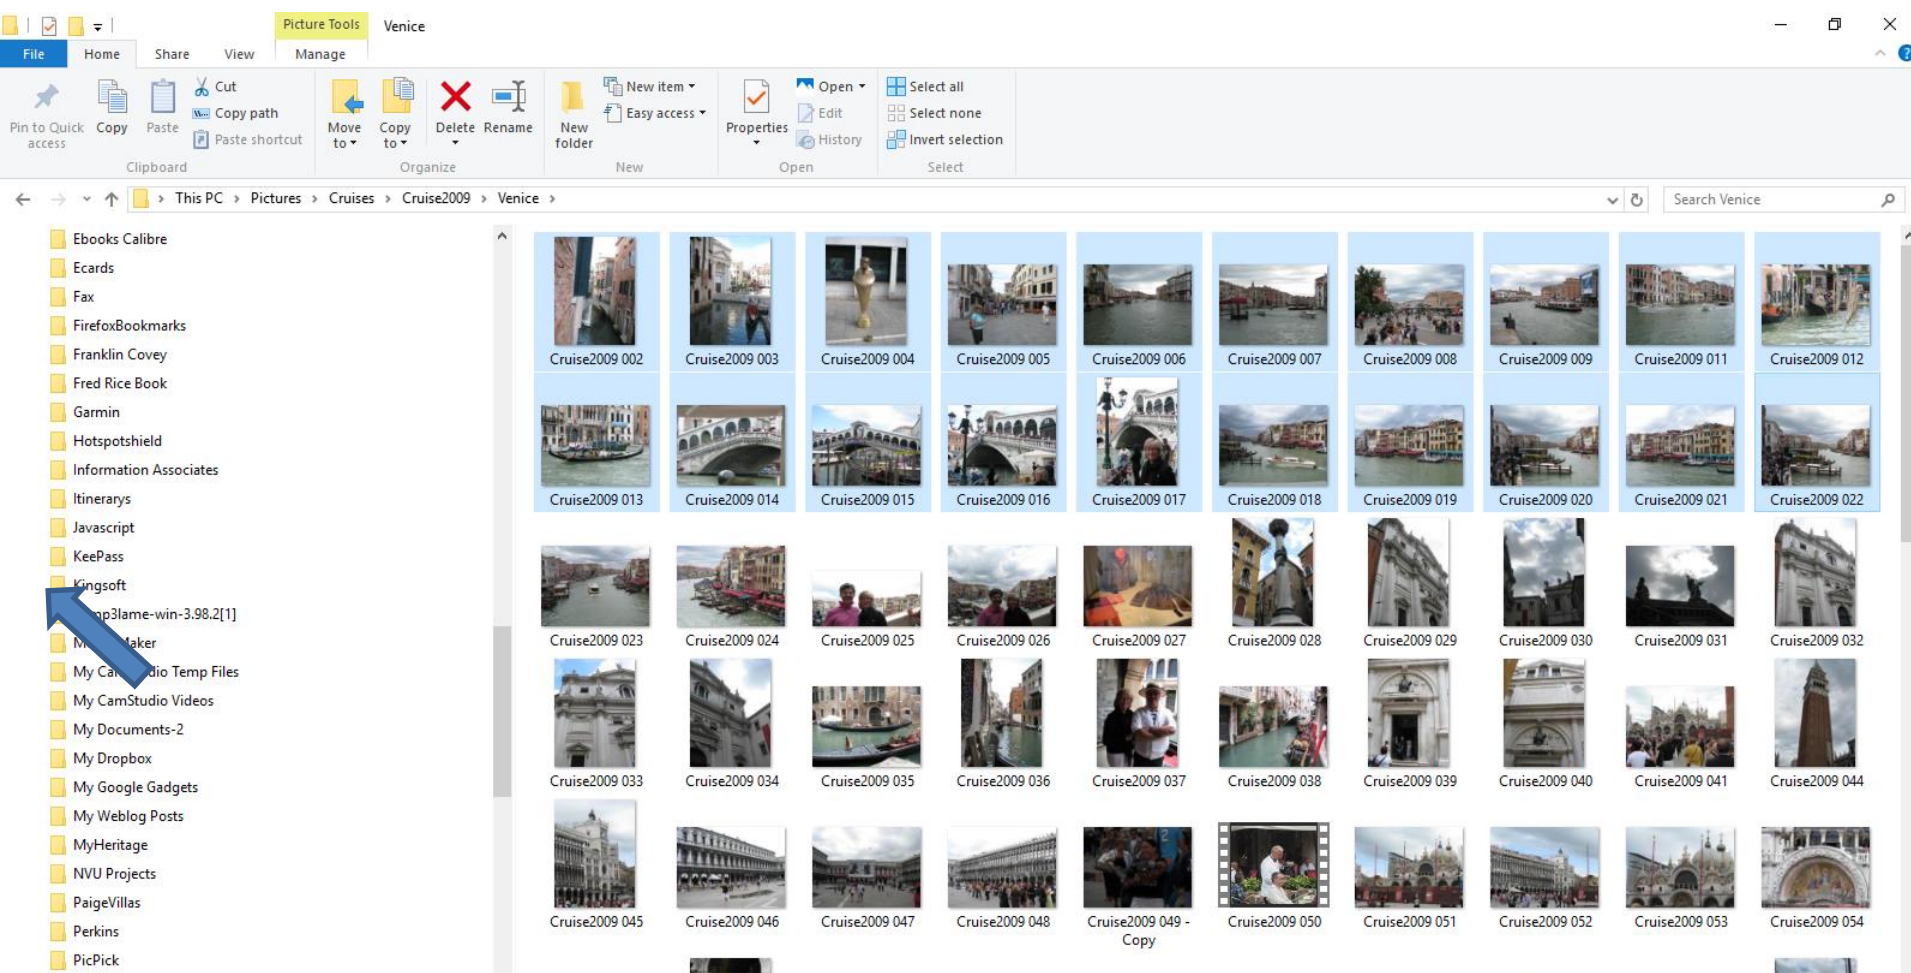 Picture Tools
Venice
File
Home
Share
View
Manage
Pin to Quick
access
Copy
Paste
Cut
Copy path
Paste shortcut
Clipboard
Move
to
Copy
to
Delete
Rename
Organize
New
folder
New item
Easy access
New
Properties
Open
Edit
History
Open
Select all
Select none
Invert selection
Select
This PC > Pictures > Cruises > Cruise2009 > Venice >
Search Venice
Ebooks Calibre
Ecards
Fax
FirefoxBookmarks
Franklin Covey
Fred Rice Book
Garmin
Hotspotshield
Information Associates
Itinerarys
Javascript
KeePass
Kingsoft
mp3lame-win-3.98.2[1]
My CamStudio Temp Files
My CamStudio Videos
My Documents-2
My Dropbox
My Google Gadgets
My Weblog Posts
MyHeritage
NVU Projects
PaigeVillas
Perkins
PicPick
Cruise2009 002
Cruise2009 003
Cruise2009 004
Cruise2009 005
Cruise2009 006
Cruise2009 007
Cruise2009 008
Cruise2009 009
Cruise2009 011
Cruise2009 012
Cruise2009 013
Cruise2009 014
Cruise2009 015
Cruise2009 016
Cruise2009 017
Cruise2009 018
Cruise2009 019
Cruise2009 020
Cruise2009 021
Cruise2009 022
Cruise2009 023
Cruise2009 024
Cruise2009 025
Cruise2009 026
Cruise2009 027
Cruise2009 028
Cruise2009 029
Cruise2009 030
Cruise2009 031
Cruise2009 032
Cruise2009 033
Cruise2009 034
Cruise2009 035
Cruise2009 036
Cruise2009 037
Cruise2009 038
Cruise2009 039
Cruise2009 040
Cruise2009 041
Cruise2009 044
Cruise2009 045
Cruise2009 046
Cruise2009 047
Cruise2009 048
Cruise2009 049 -
Copy
Cruise2009 050
Cruise2009 051
Cruise2009 052
Cruise2009 053
Cruise2009 054